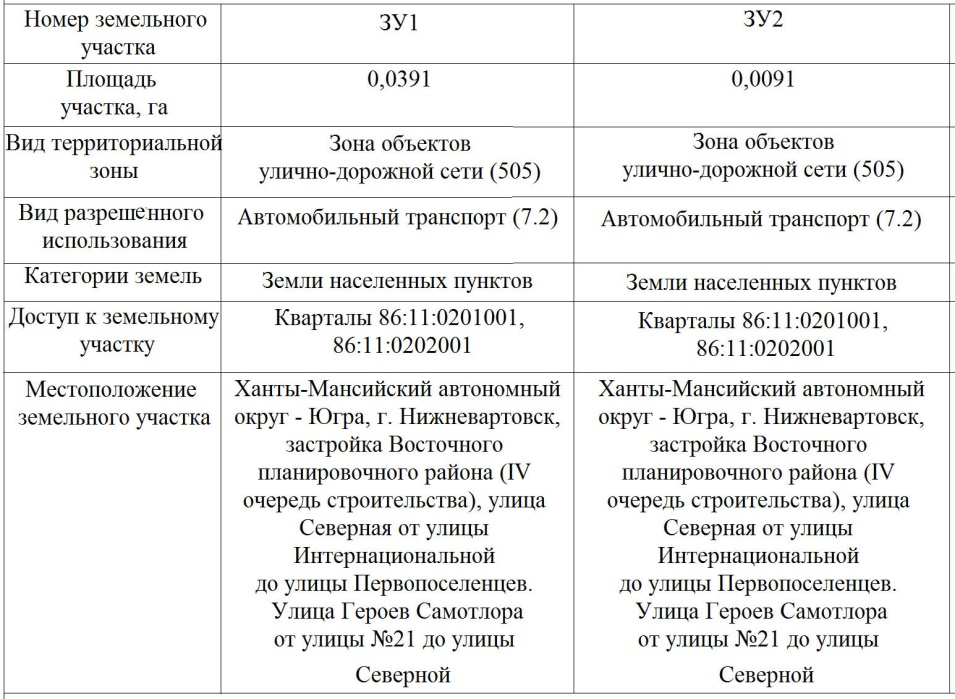 Номер земельного участка ЗУ1 ЗУ2
Площадь участка, га 0,0391 0,0091
Вид территориальной зоны
Зона объектов
улично-дорожной сети (505)
Зона объектов
улично-дорожной сети (505)
Вид разрешенного использования
Автомобильный транспорт (7.2)
Автомобильный транспорт (7.2)
Категории земель
Земли населенных пунктов
Земли населенных пунктов
Доступ к земельному
участку
Кварталы 86:11:0201001,
86:11:0202001
Кварталы 86:11:0201001,
86:11:0202001
Местоположение
земельного участка
Ханты-Мансийский автономный
округ - Югра, г. Нижневартовск,
застройка Восточного
планировочного района (IV
очередь строительства), улица
Северная от улицы
Интернациональной
до улицы Первопоселенцев.
Улица Героев Самотлора
от улицы №21 до улицы
Северной
Ханты-Мансийский автономный
округ - Югра, г. Нижневартовск,
застройка Восточного
планировочного района (IV
очередь строительства), улица
Северная от улицы
Интернациональной
до улицы Первопоселенцев.
Улица Героев Самотлора
от улицы №21 до улицы
Северной